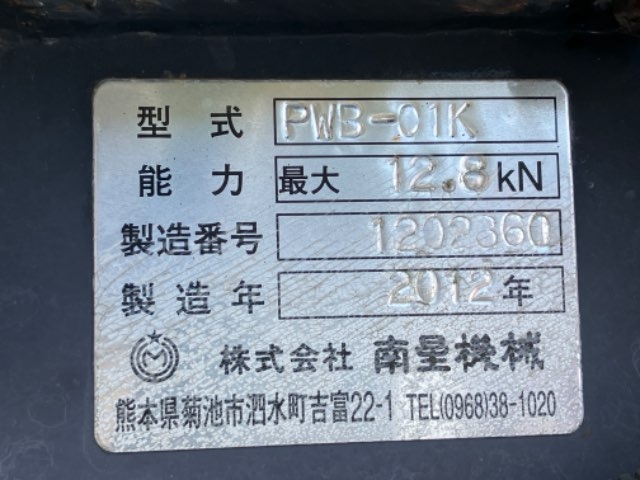 型式 PWB-01K
能力 最大 12.8kN
製造番号 1202360
製造年 2012年
株式会社 南星機械
熊本県菊池市泗水町吉富22-1 TEL(0968)38-1020